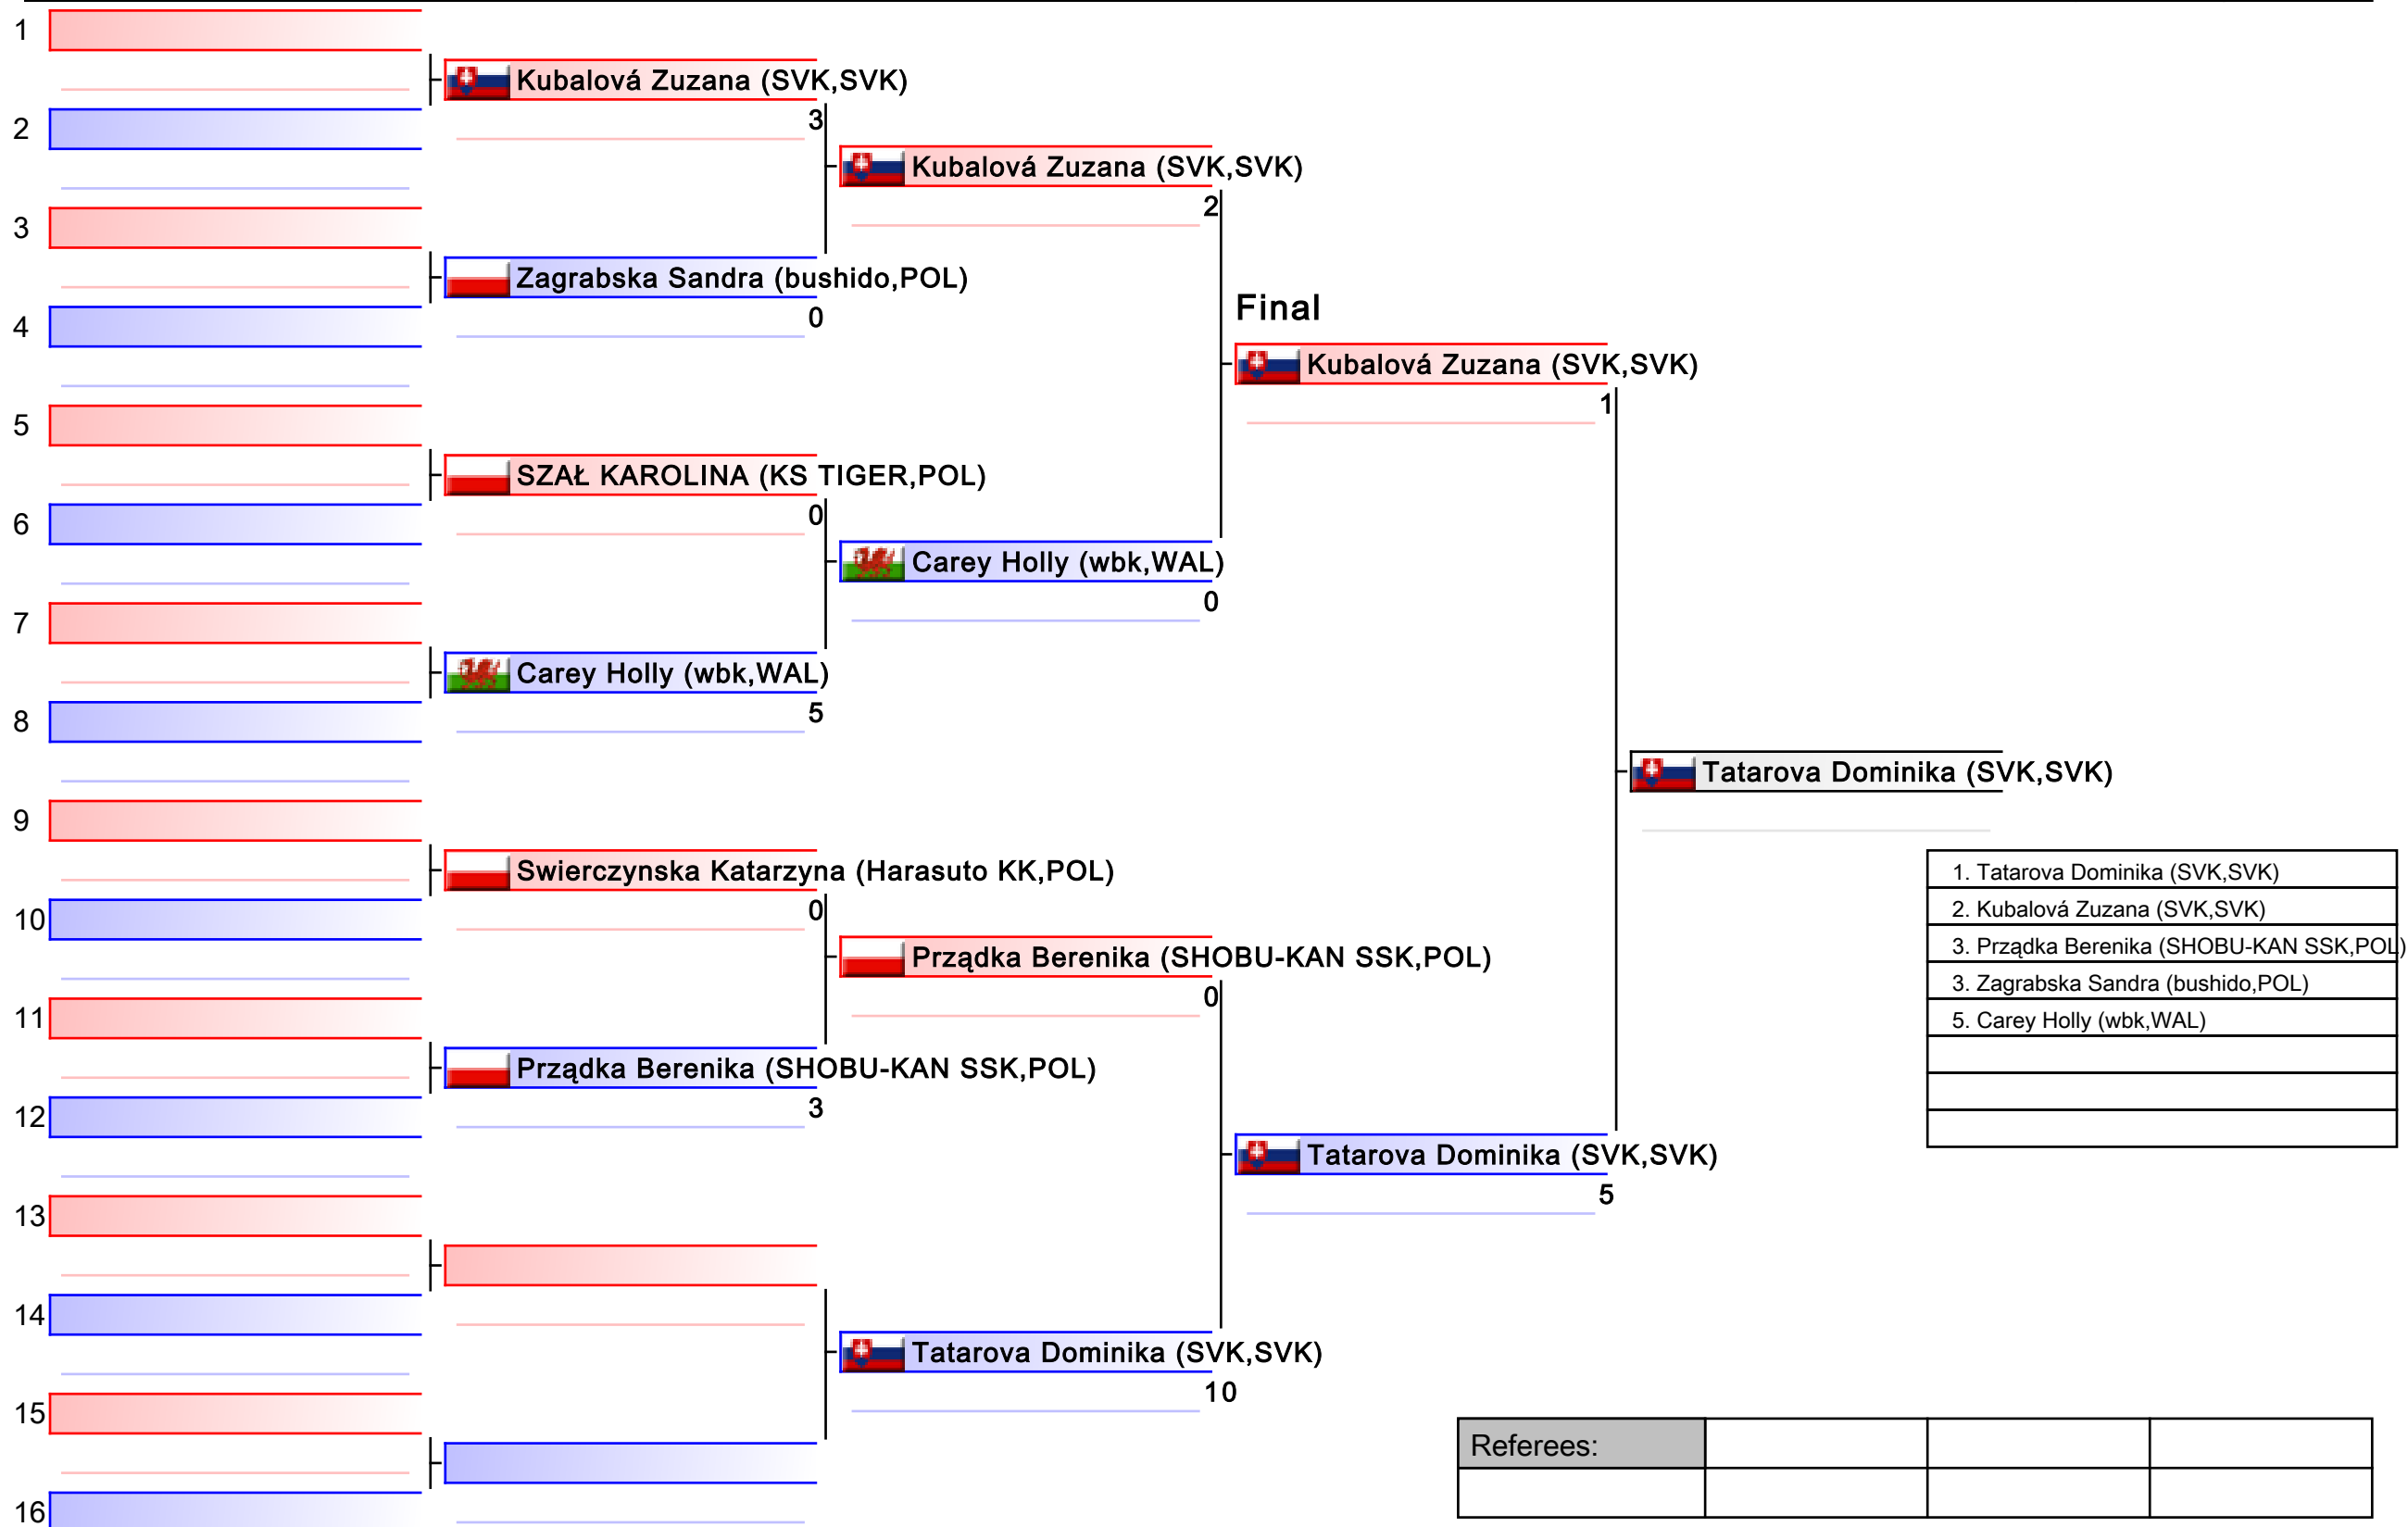 1
Kubalová Zuzana (SVK,SVK)
3
2
Kubalová Zuzana (SVK,SVK)
2
3
Zagrabska Sandra (bushido,POL)
0
4
Final
Kubalová Zuzana (SVK,SVK)
1
5
SZAŁ KAROLINA (KS TIGER,POL)
0
6
Carey Holly (wbk,WAL)
0
7
Carey Holly (wbk,WAL)
5
8
Tatarova Dominika (SVK,SVK)
9
Swierczynska Katarzyna (Harasuto KK,POL)
0
10
Prządka Berenika (SHOBU-KAN SSK,POL)
0
11
Prządka Berenika (SHOBU-KAN SSK,POL)
3
12
Tatarova Dominika (SVK,SVK)
5
13
14
Tatarova Dominika (SVK,SVK)
10
15
16
1. Tatarova Dominika (SVK,SVK)
2. Kubalová Zuzana (SVK,SVK)
3. Prządka Berenika (SHOBU-KAN SSK,POL)
3. Zagrabska Sandra (bushido,POL)
5. Carey Holly (wbk,WAL)
Referees: